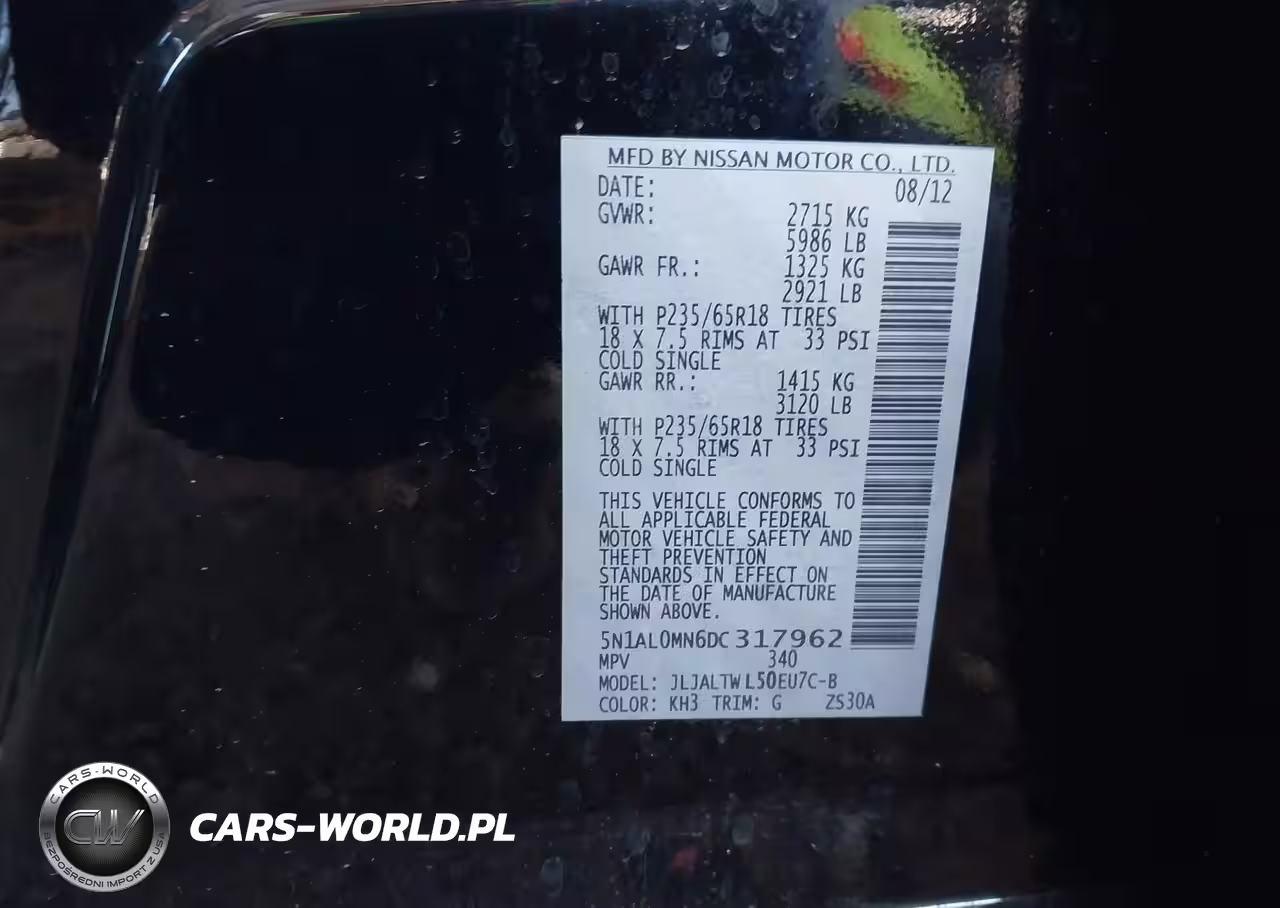 MFD BY NISSAN MOTOR CO., LTD.
DATE: 08/12
GVWR: 2715 KG
5986 LB
GAWR FR.: 1325 KG
2921 LB
WITH P235/65R18 TIRES
18 X 7.5 RIMS AT 33 PSI
COLD SINGLE
GAWR RR.: 1415 KG
3120 LB
WITH P235/65R18 TIRES
18 X 7.5 RIMS AT 33 PSI
COLD SINGLE
THIS VEHICLE CONFORMS TO
ALL APPLICABLE FEDERAL
MOTOR VEHICLE SAFETY AND
THEFT PREVENTION
STANDARDS IN EFFECT ON
THE DATE OF MANUFACTURE
SHOWN ABOVE.
5N1AL0MN6DC317962
MPV 340
MODEL: JLJALTWL50EU7C-B
COLOR: KH3 TRIM: G ZS30A
CARS-WORLD
CW
BEZPOŚREDNI IMPORT Z USA
CARS-WORLD.PL